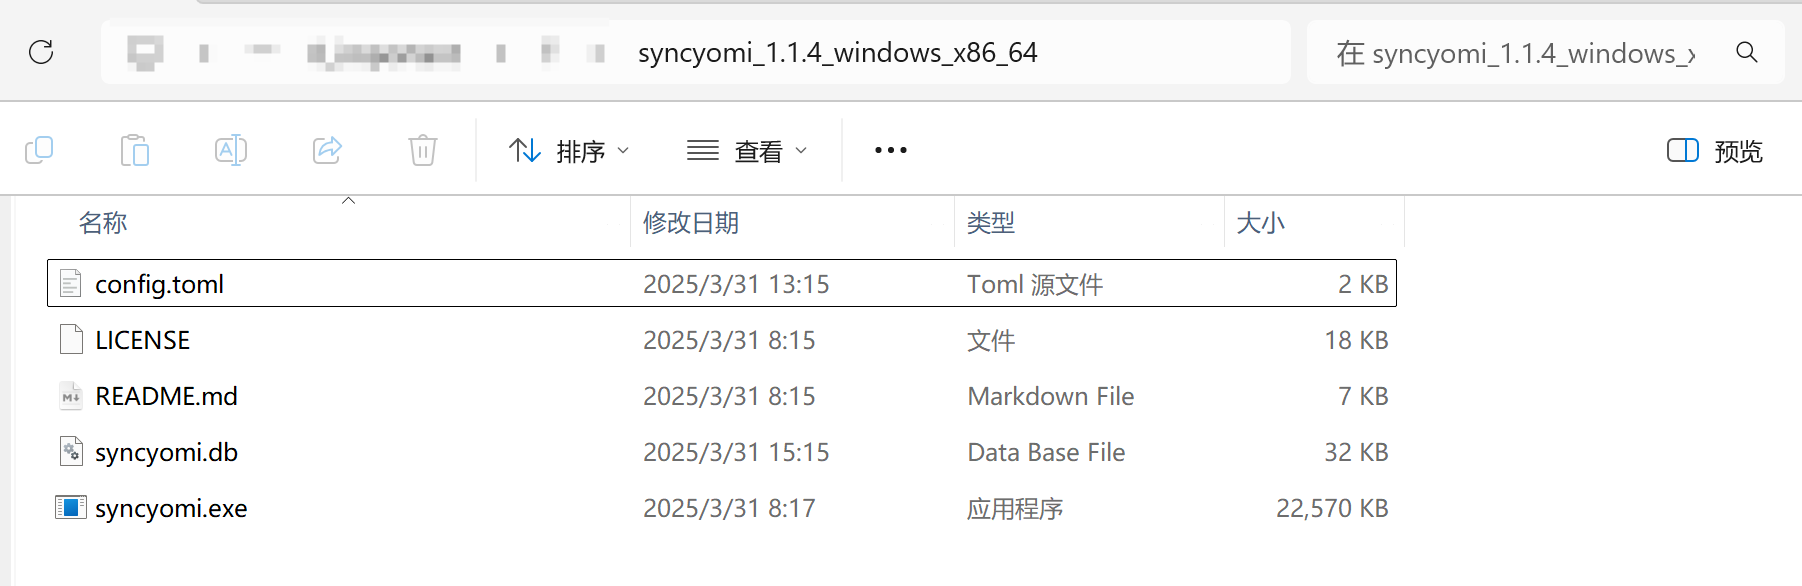 syncyomi_1.1.4_windows_x86_64
在 syncyomi_1.1.4_windows_x
排序 查看 预览
名称 修改日期 类型 大小
config.toml 2025/3/31 13:15 Toml 源文件 2 KB
LICENSE 2025/3/31 8:15 文件 18 KB
README.md 2025/3/31 8:15 Markdown File 7 KB
syncyomi.db 2025/3/31 15:15 Data Base File 32 KB
syncyomi.exe 2025/3/31 8:17 应用程序 22,570 KB